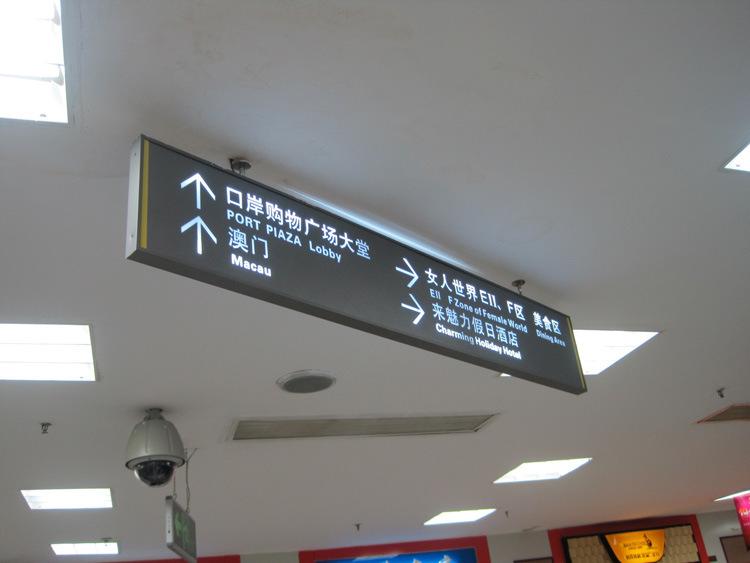 口岸购物广场大堂
PORT PlAZA Lobby
澳门
Macau
女人世界EII、F区 美食区
EII F Zone of Female World Dining Area
来魅力假日酒店
Charming Holiday Hotel